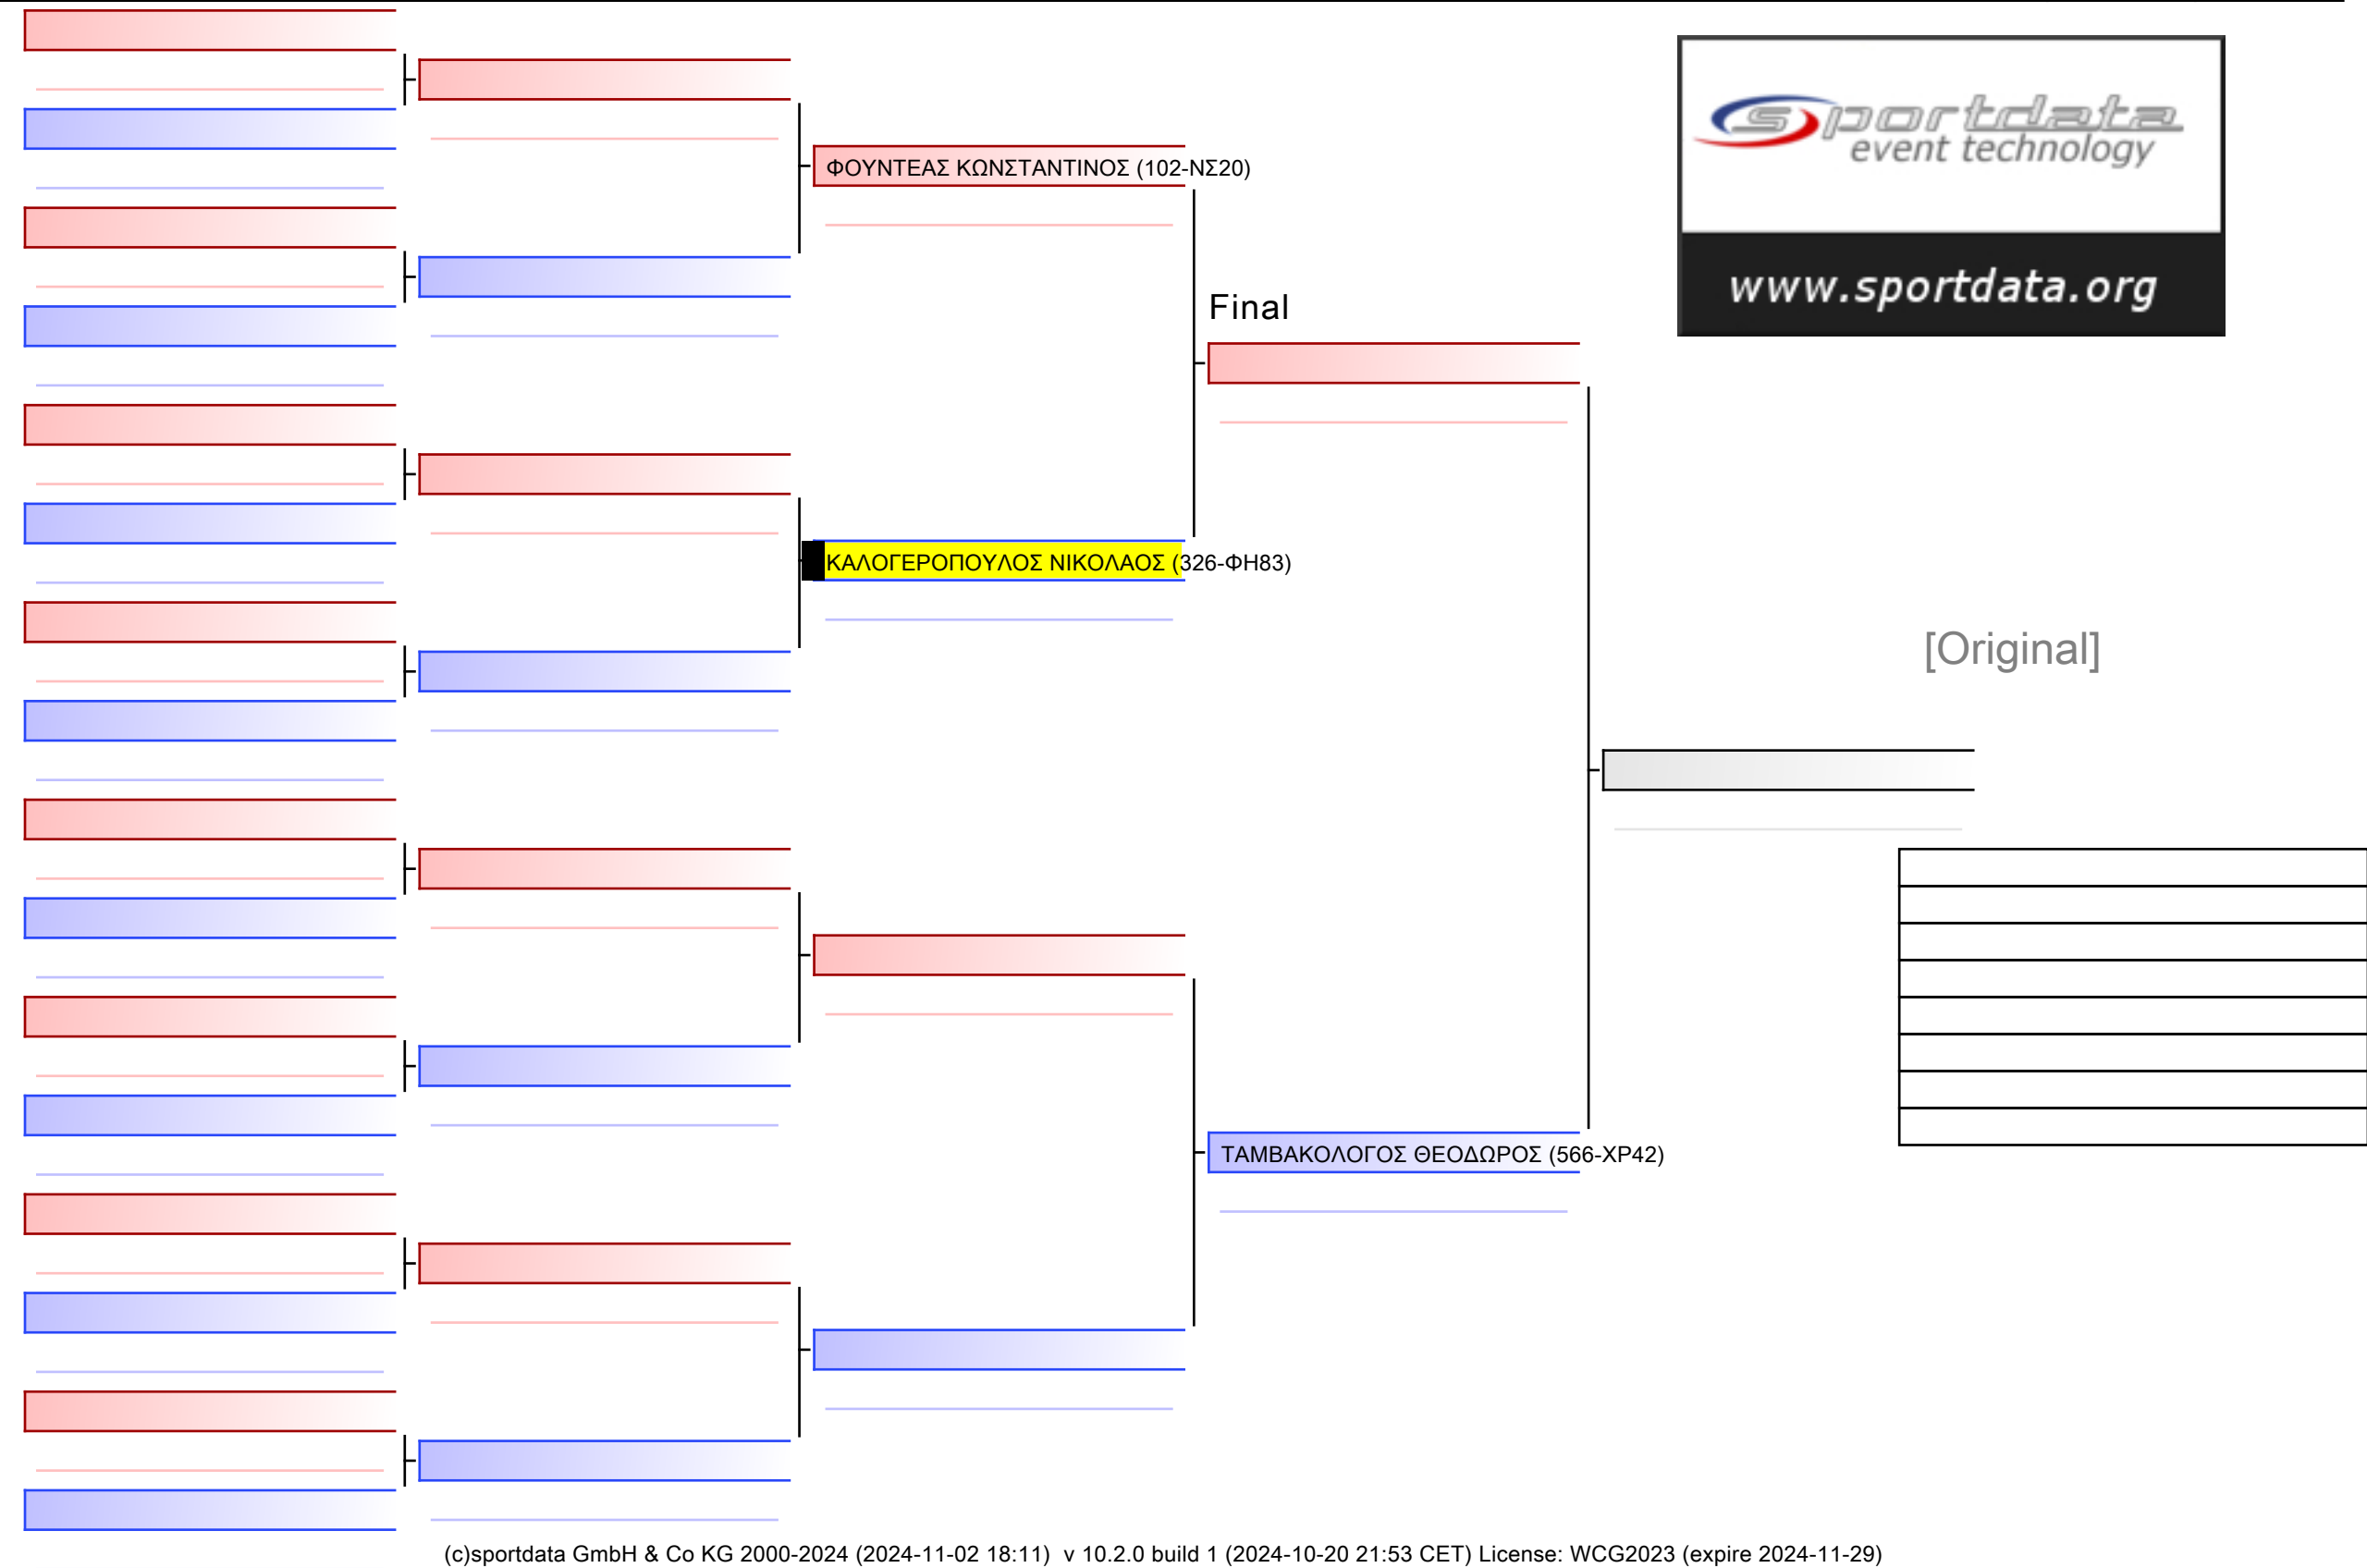 sportdata
event technology
www.sportdata.org
ΦΟΥΝΤΕΑΣ ΚΩΝΣΤΑΝΤΙΝΟΣ (102-ΝΣ20)
Final
ΚΑΛΟΓΕΡΟΠΟΥΛΟΣ ΝΙΚΟΛΑΟΣ (326-ΦΗ83)
[Original]
ΤΑΜΒΑΚΟΛΟΓΟΣ ΘΕΟΔΩΡΟΣ (566-ΧΡ42)
(c)sportdata GmbH & Co KG 2000-2024 (2024-11-02 18:11) v 10.2.0 build 1 (2024-10-20 21:53 CET) License: WCG2023 (expire 2024-11-29)